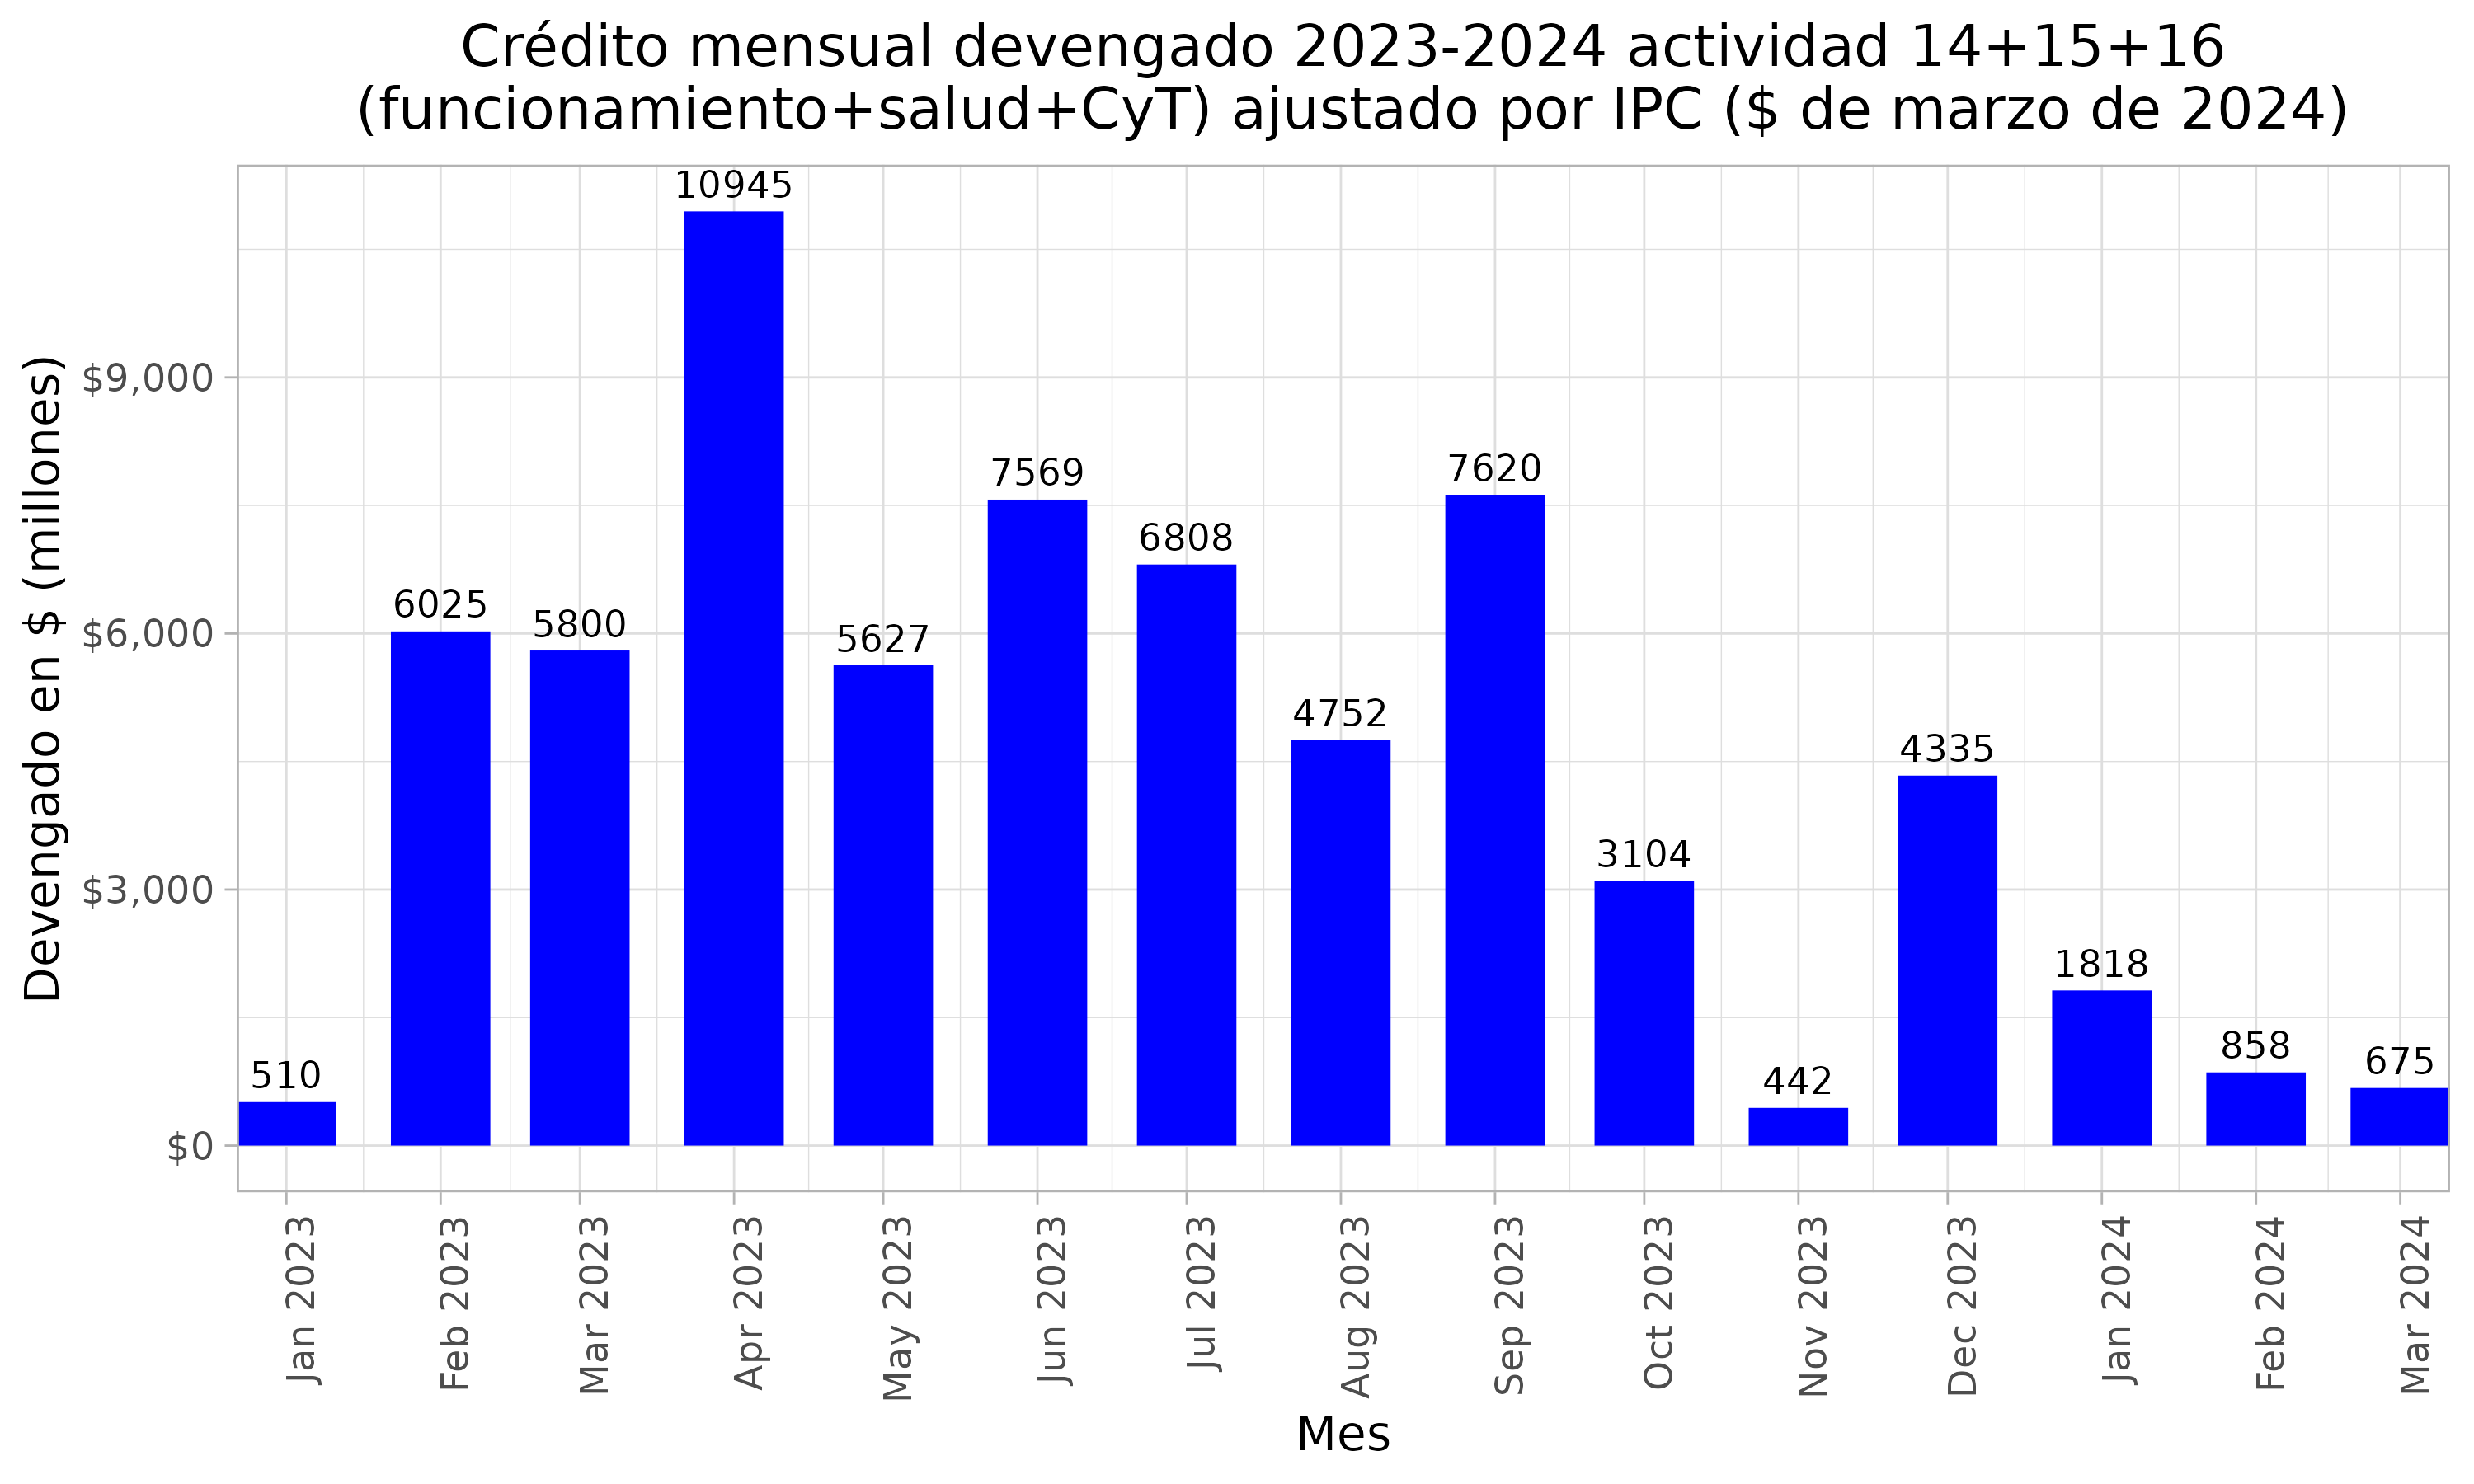 Crédito mensual devengado 2023-2024 actividad 14+15+16
(funcionamiento+salud+CyT) ajustado por IPC ($ de marzo de 2024)
Devengado en $ (millones)
$9,000
$6,000
$3,000
$0
510
6025
5800
10945
5627
7569
6808
4752
7620
3104
442
4335
1818
858
675
Jan 2023
Feb 2023
Mar 2023
Apr 2023
May 2023
Jun 2023
Jul 2023
Aug 2023
Sep 2023
Oct 2023
Nov 2023
Dec 2023
Jan 2024
Feb 2024
Mar 2024
Mes